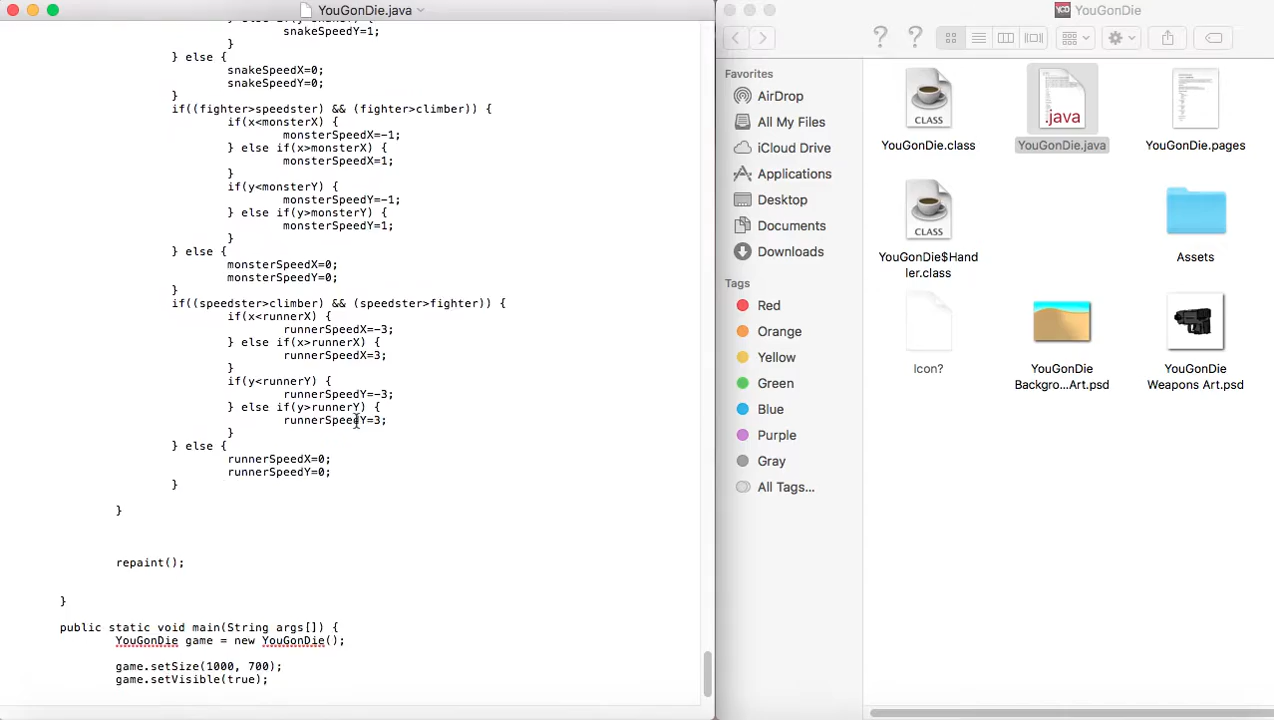 YouGonDie.java
snakeSpeedY=1;
}
} else {
snakeSpeedX=0;
snakeSpeedY=0;
}
if((fighter>speedster) && (fighter>climber)) {
if(x<monsterX) {
monsterSpeedX=-1;
} else if(x>monsterX) {
monsterSpeedX=1;
}
if(y<monsterY) {
monsterSpeedY=-1;
} else if(y>monsterY) {
monsterSpeedY=1;
}
} else {
monsterSpeedX=0;
monsterSpeedY=0;
}
if((speedster>climber) && (speedster>fighter)) {
if(x<runnerX) {
runnerSpeedX=-3;
} else if(x>runnerX) {
runnerSpeedX=3;
}
if(y<runnerY) {
runnerSpeedY=-3;
} else if(y>runnerY) {
runnerSpeedY=3;
}
} else {
runnerSpeedX=0;
runnerSpeedY=0;
}
}
repaint();
}
public static void main(String args[]) {
YouGonDie game = new YouGonDie();
game.setSize(1000, 700);
game.setVisible(true);
YouGonDie
Favorites
AirDrop
All My Files
iCloud Drive
Applications
Desktop
Documents
Downloads
Tags
Red
Orange
Yellow
Green
Blue
Purple
Gray
All Tags...
CLASS
YouGonDie.class
.java
YouGonDie.java
YouGonDie.pages
CLASS
YouGonDie$Hand
ler.class
Assets
Icon?
YouGonDie
Backgro...Art.psd
YouGonDie
Weapons Art.psd